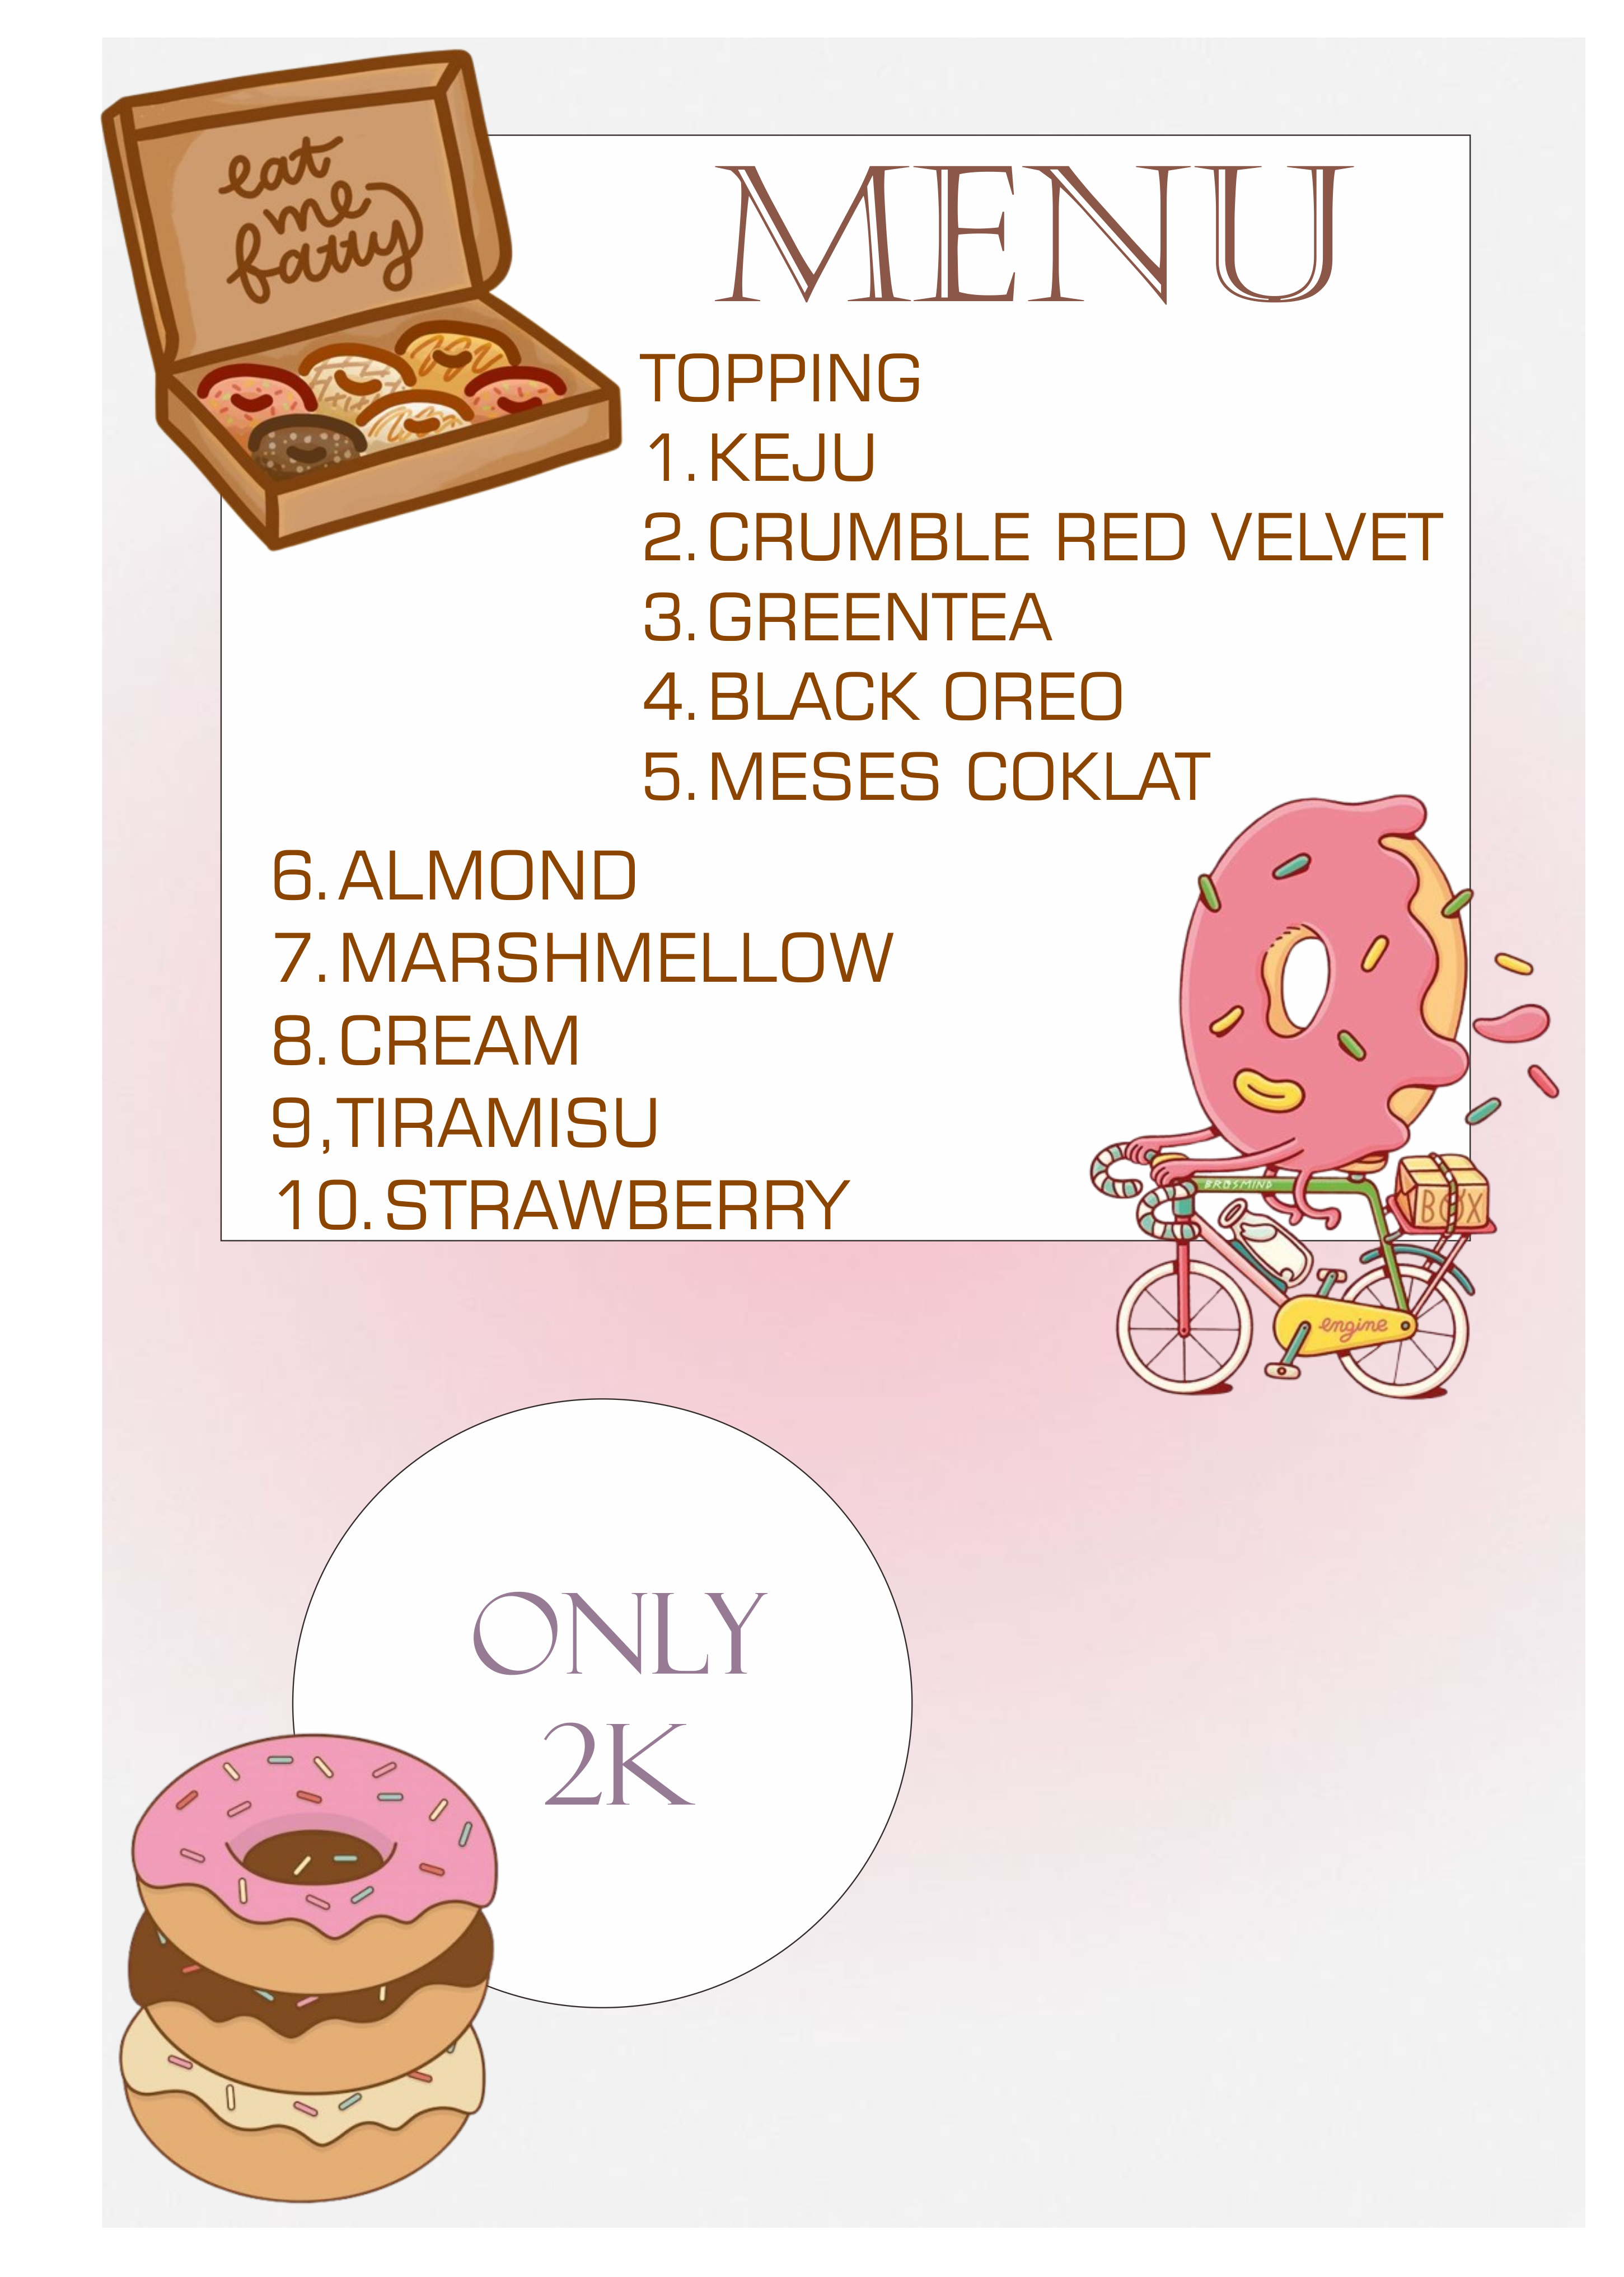 eat
me
fatty
MENU
TOPPING
1. KEJU
2. CRUMBLE RED VELVET
3. GREENTEA
4. BLACK OREO
5. MESES COKLAT
6. ALMOND
7. MARSHMELLOW
8. CREAM
9,TIRAMISU
10. STRAWBERRY
BROSMIND
BOX
engine
ONLY
2K